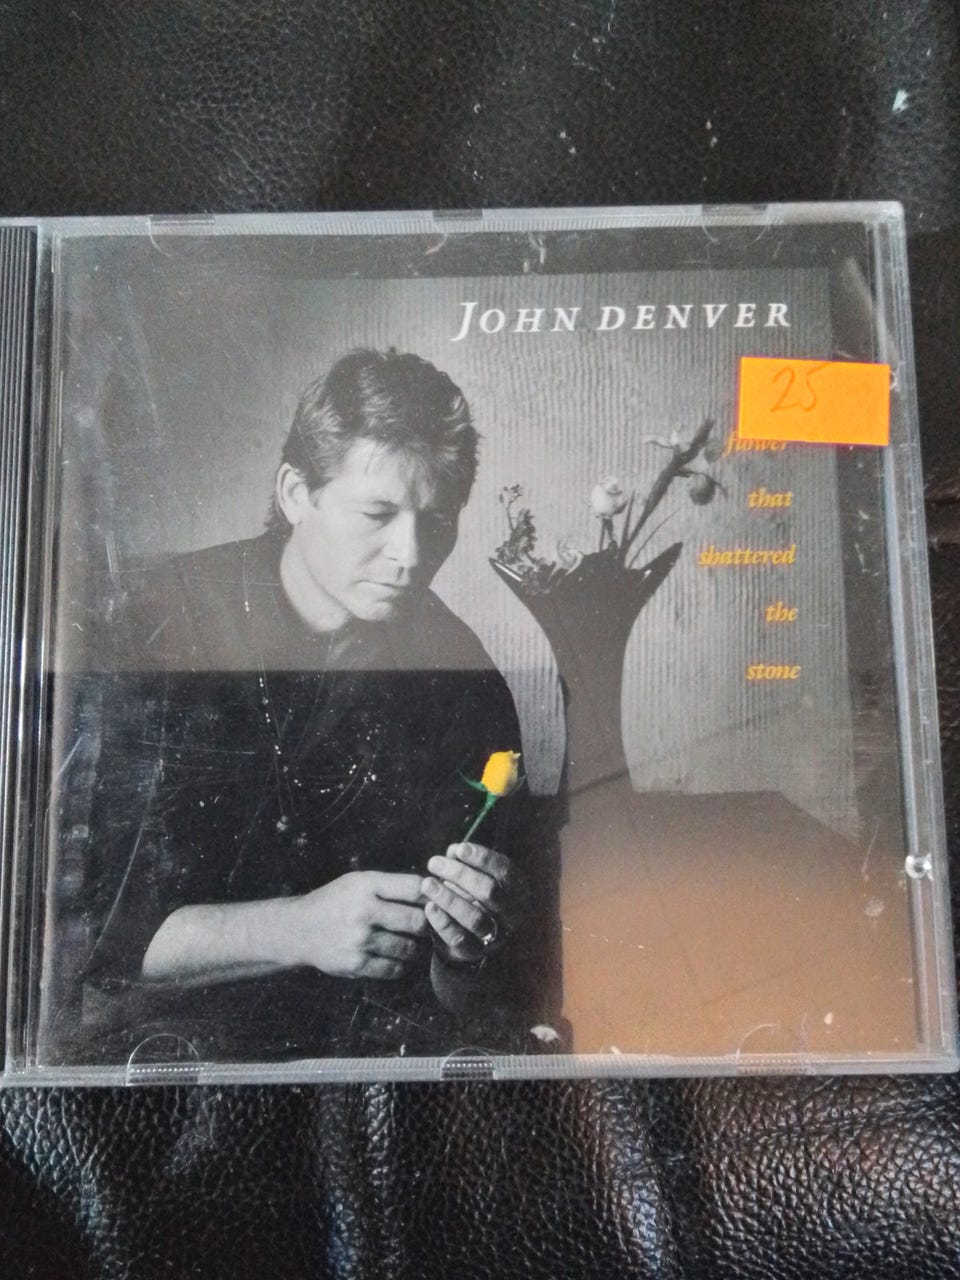 JOHN DENVER
25
flower
that
shattered
the
stone